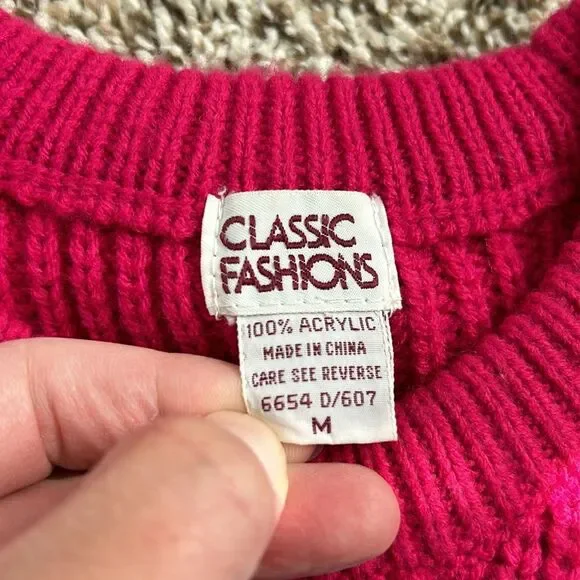 CLASSIC
FASHIONS
100% ACRYLIC
MADE IN CHINA
CARE SEE REVERSE
6654 D/607
M